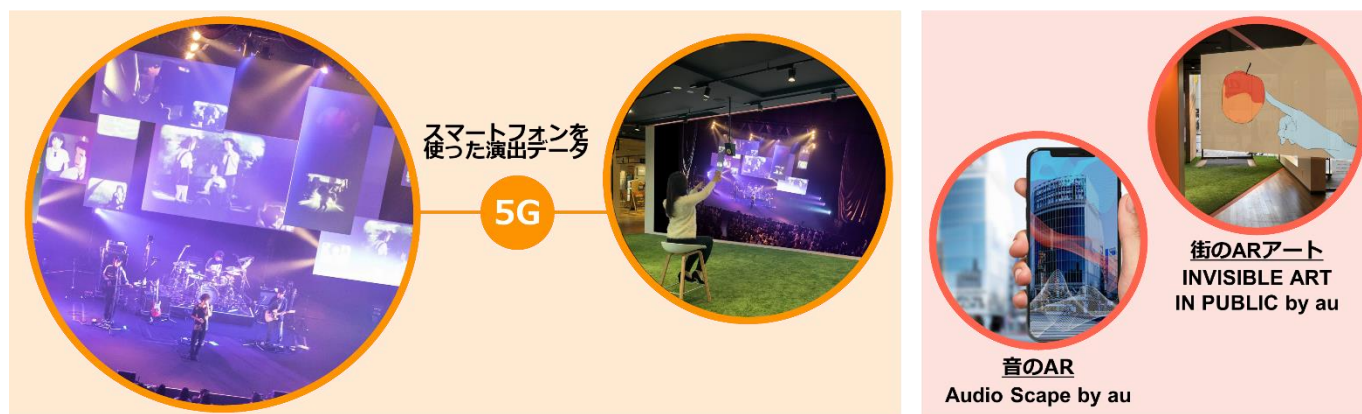 スマートフォンを
使った演出データ
5G
音のAR
Audio Scape by au
街のARアート
INVISIBLE ART
IN PUBLIC by au